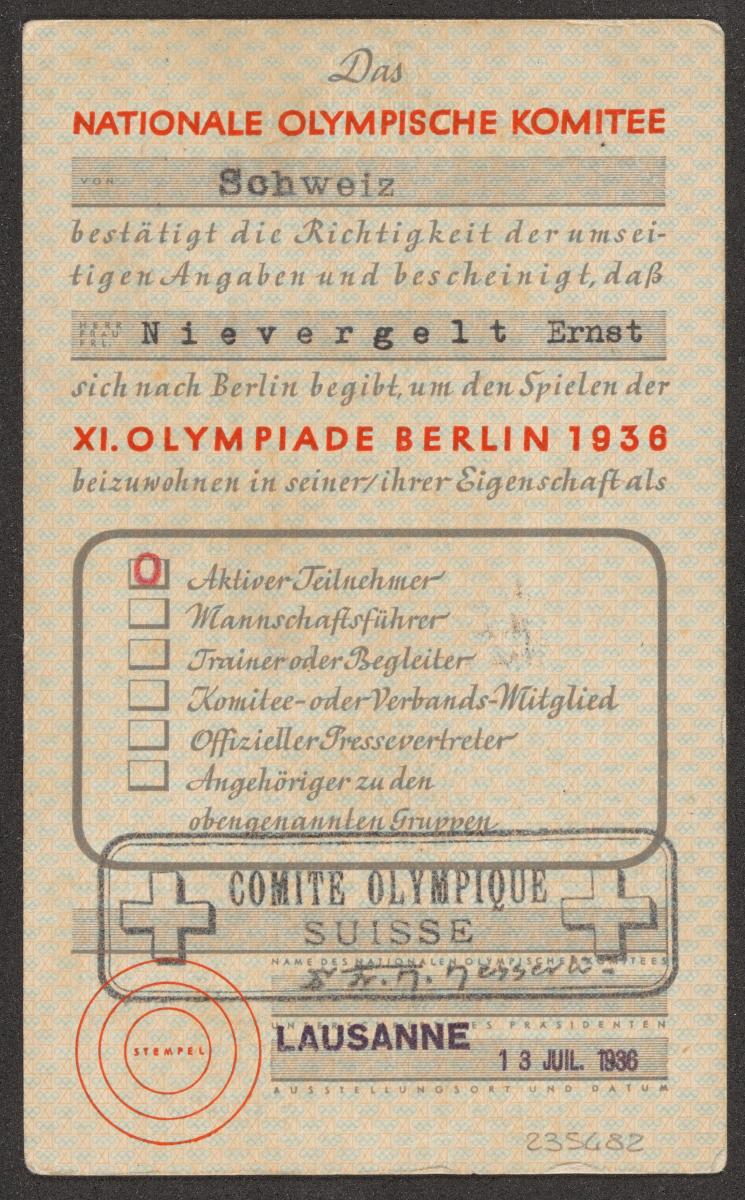 Das
NATIONALE OLYMPISCHE KOMITEE
VON Schweiz
bestätigt die Richtigkeit der umsei-
tigen Angaben und bescheinigt, daß
HERR
FRAU
FRL. Nievergelt Ernst
sich nach Berlin begibt, um den Spielen der
XI. OLYMPIADE BERLIN 1936
beizuwohnen in seiner/ihrer Eigenschaft als
O Aktiver Teilnehmer
Mannschaftsführer
Trainer oder Begleiter
Komitee- oder Verbands-Mitglied
Offizieller Pressevertreter
Angehöriger zu den
obengenannten Gruppen
COMITE OLYMPIQUE
SUISSE
NAME DES NATIONALEN OLYMPISCHEN KOMITEES
DES PRÄSIDENTEN
STEMPEL
LAUSANNE 13 JUIL. 1936
AUSSTELLUNGSORT UND DATUM
235482